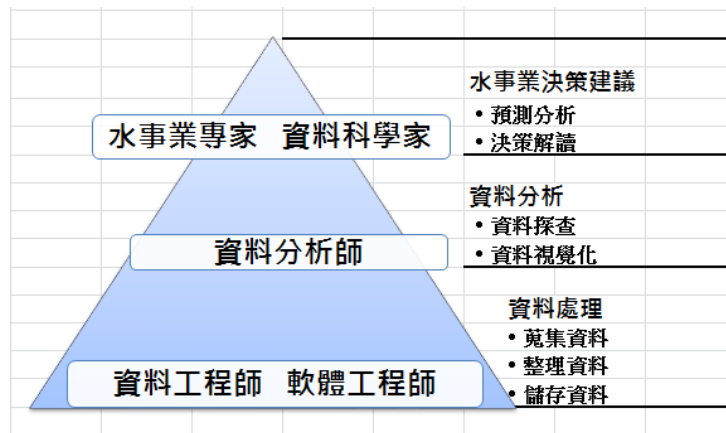 水事業決策建議
• 預測分析
• 決策解讀
水事業專家 資料科學家
資料分析
• 資料探查
• 資料視覺化
資料分析師
資料處理
• 蒐集資料
• 整理資料
• 儲存資料
資料工程師 軟體工程師